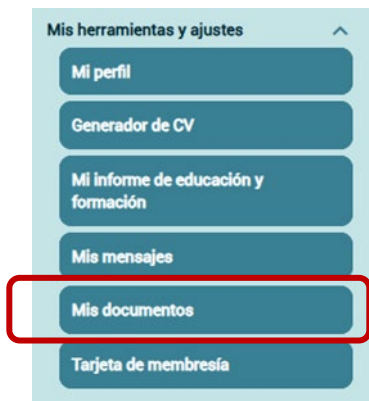 Mis herramientas y ajustes
Mi perfil
Generador de CV
Mi informe de educación y
formación
Mis mensajes
Mis documentos
Tarjeta de membresía